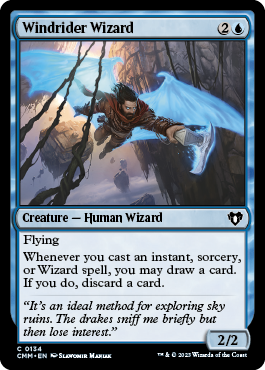 Windrider Wizard 2
Creature — Human Wizard
Flying
Whenever you cast an instant, sorcery,
or Wizard spell, you may draw a card.
If you do, discard a card.
“It’s an ideal method for exploring sky
ruins. The drakes sniff me briefly but
then lose interest.”
2/2
C 0134
CMM • EN Slawomir Maniak ™ & © 2023 Wizards of the Coast